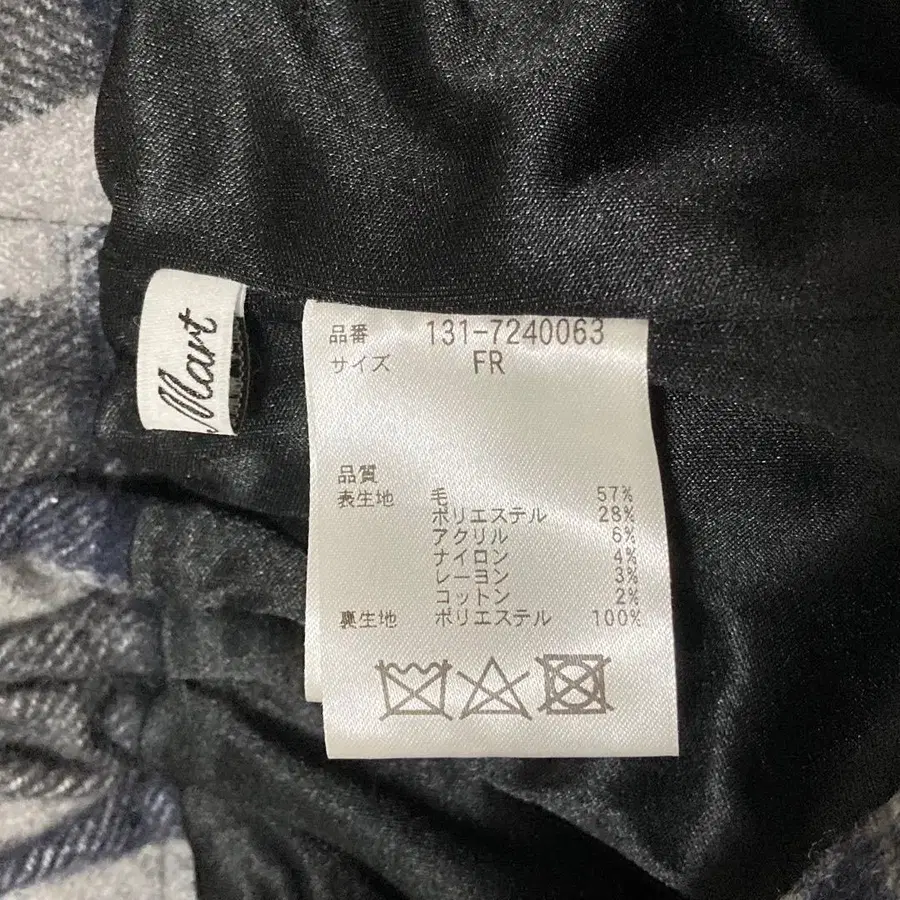 Mart
品番 131-7240063
サイズ FR
品質
表生地 毛 57%
ポリエステル 28%
アクリル 6%
ナイロン 4%
レーヨン 3%
コットン 2%
裏生地 ポリエステル 100%